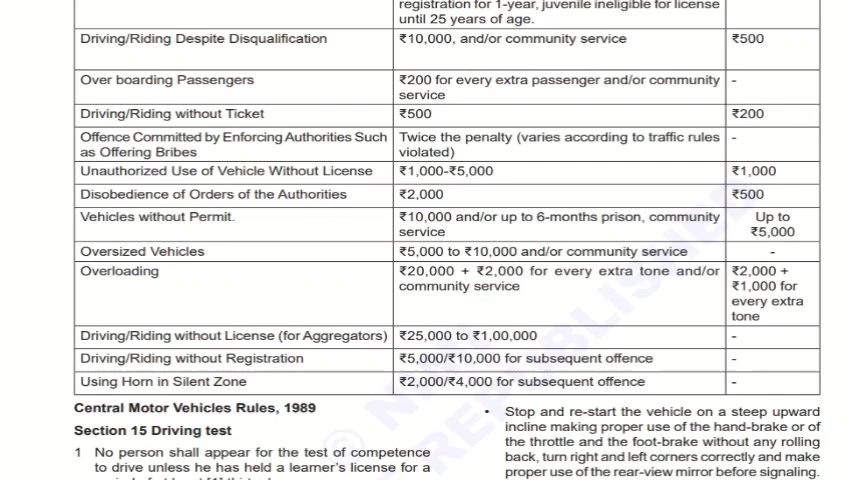 registration for 1-year, juvenile ineligible for license
until 25 years of age.
Driving/Riding Despite Disqualification ₹10,000, and/or community service ₹500
Over boarding Passengers ₹200 for every extra passenger and/or community -
service
Driving/Riding without Ticket ₹500 ₹200
Offence Committed by Enforcing Authorities Such Twice the penalty (varies according to traffic rules -
as Offering Bribes violated)
Unauthorized Use of Vehicle Without License ₹1,000-₹5,000 ₹1,000
Disobedience of Orders of the Authorities ₹2,000 ₹500
Vehicles without Permit. ₹10,000 and/or up to 6-months prison, community Up to
service ₹5,000
Oversized Vehicles ₹5,000 to ₹10,000 and/or community service -
Overloading ₹20,000 + ₹2,000 for every extra tone and/or ₹2,000 +
community service ₹1,000 for
every extra
tone
Driving/Riding without License (for Aggregators) ₹25,000 to ₹1,00,000 -
Driving/Riding without Registration ₹5,000/₹10,000 for subsequent offence -
Using Horn in Silent Zone ₹2,000/₹4,000 for subsequent offence -
Central Motor Vehicles Rules, 1989
Section 15 Driving test
1 No person shall appear for the test of competence
to drive unless he has held a learner's license for a
• Stop and re-start the vehicle on a steep upward
incline making proper use of the hand-brake or of
the throttle and the foot-brake without any rolling
back, turn right and left corners correctly and make
proper use of the rear-view mirror before signaling.
© NIMI
REPUBLISHED